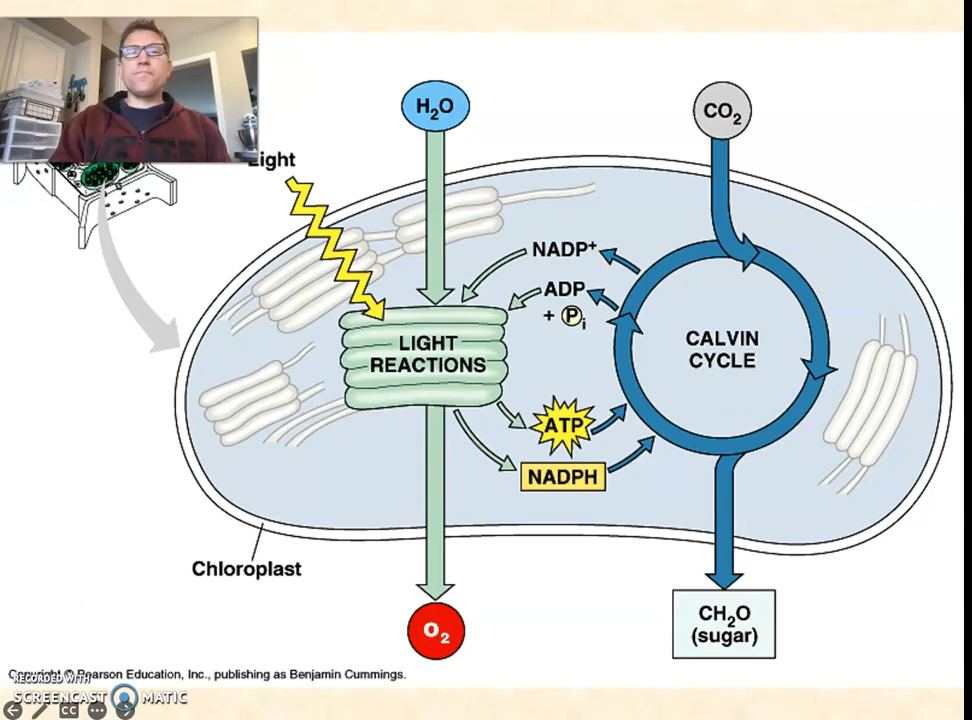 H₂O
CO₂
Light
NADP⁺
ADP
+ Pi
LIGHT
REACTIONS
CALVIN
CYCLE
ATP
NADPH
Chloroplast
O₂
CH₂O
(sugar)
Copyright © Pearson Education, Inc., publishing as Benjamin Cummings.
RECORDED WITH
SCREENCAST MATIC
CC